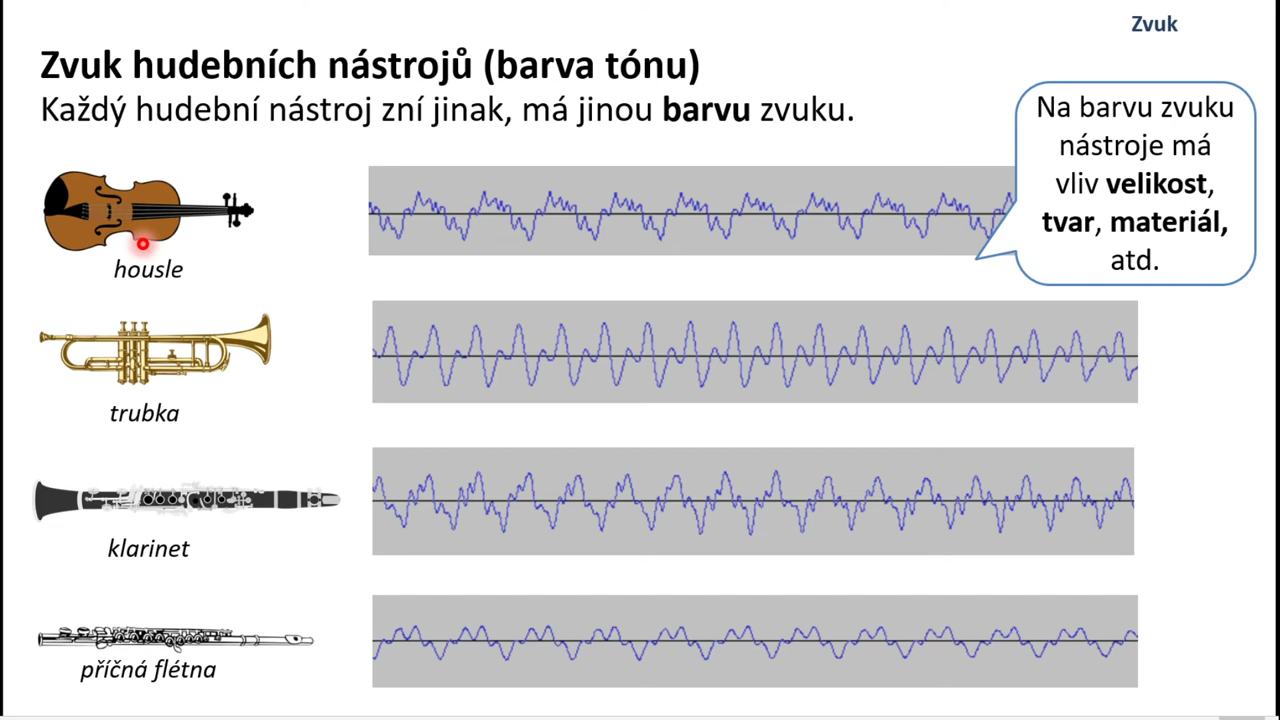 Zvuk
Zvuk hudebních nástrojů (barva tónu)
Každý hudební nástroj zní jinak, má jinou barvu zvuku.
Na barvu zvuku
nástroje má
vliv velikost,
tvar, materiál,
atd.
housle
trubka
klarinet
příčná flétna